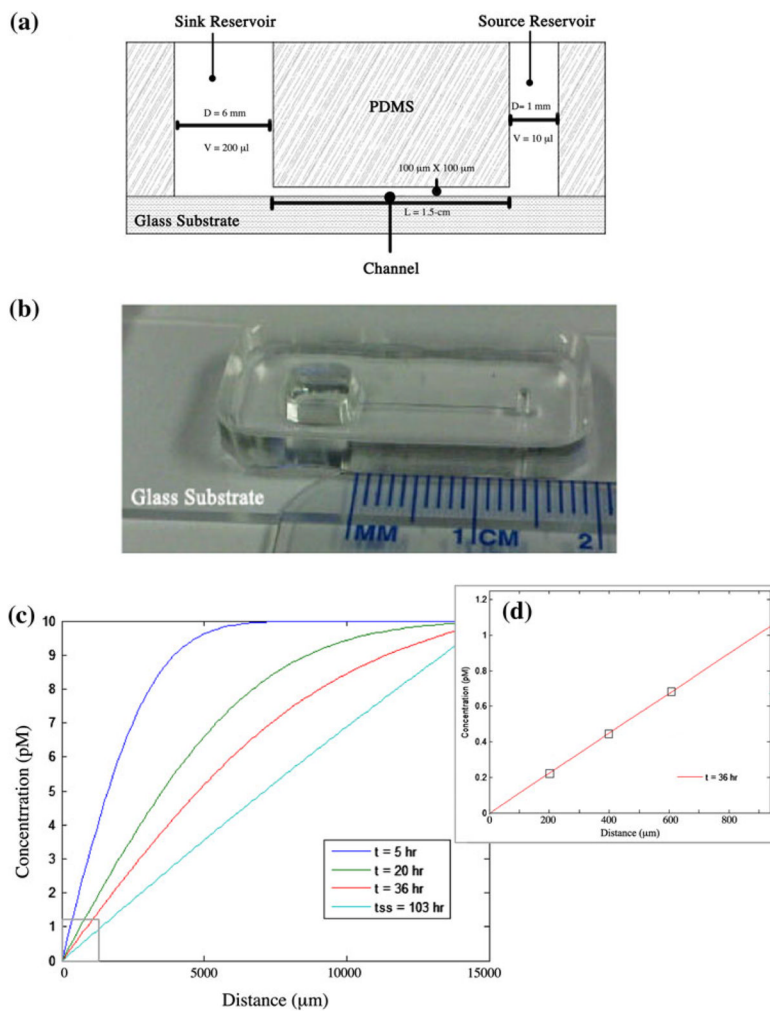 (a)
Sink Reservoir
Source Reservoir
PDMS
D = 6 mm
V = 200 µl
D= 1 mm
V = 10 µl
100 µm X 100 µm
L = 1.5-cm
Glass Substrate
Channel
(b)
Glass Substrate
MM 1 CM 2
(c)
Concentrration (pM)
10
9
8
7
6
5
4
3
2
1
0
0 5000 10000 15000
Distance (µm)
t = 5 hr
t = 20 hr
t = 36 hr
tss = 103 hr
(d)
Concentration (pM)
1.2
1
0.8
0.6
0.4
0.2
0
0 200 400 600 800
Distance (µm)
t = 36 hr